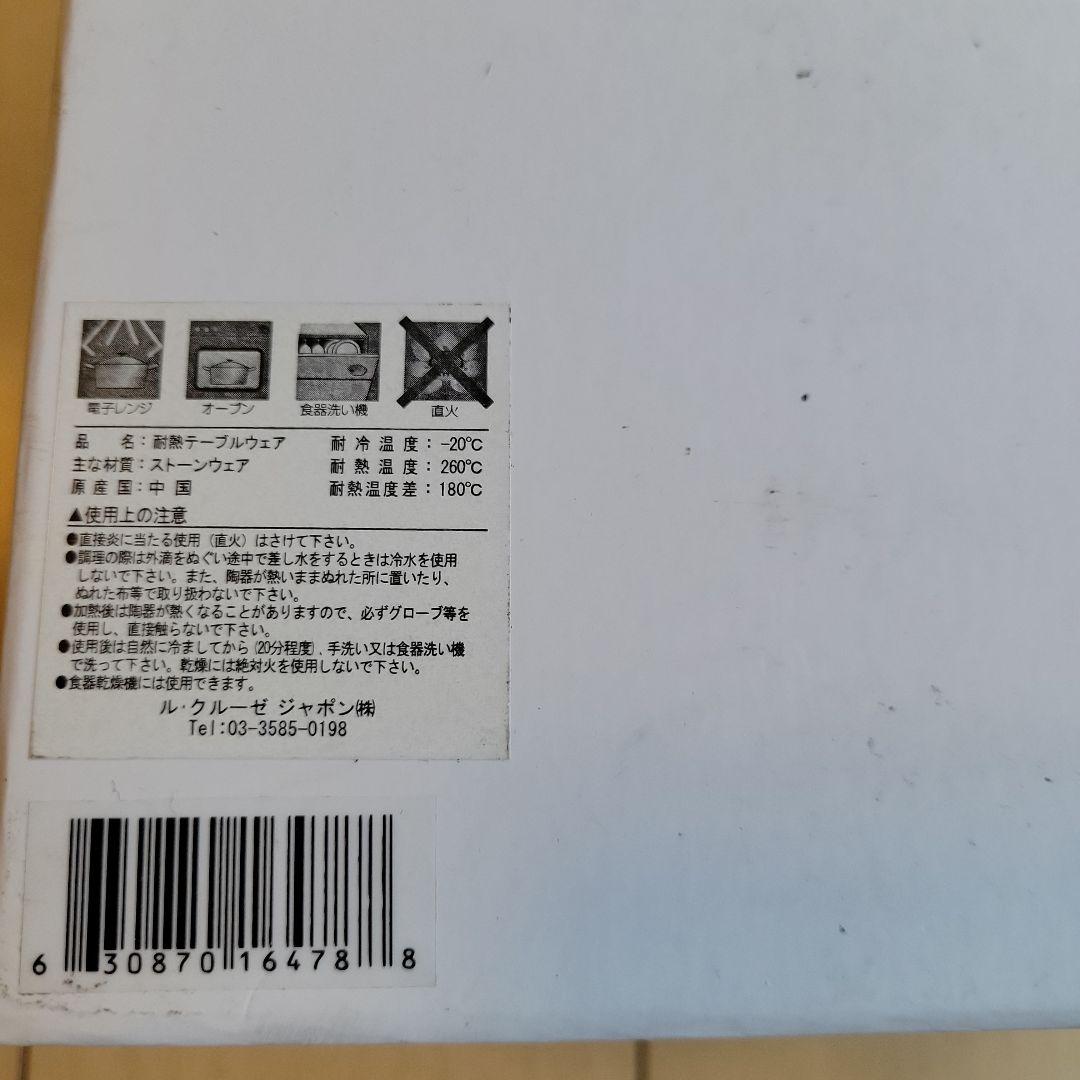 電子レンジ オーブン 食器洗い機 直火
品 名：耐熱テーブルウェア 耐冷温度：-20℃
主な材質：ストーンウェア 耐熱温度：260℃
原産国：中国 耐熱温度差：180℃
▲使用上の注意
●直接炎に当たる使用（直火）はさけて下さい。
●調理の際は外滴をぬぐい途中で差し水をするときは冷水を使用
しないで下さい。また、陶器が熱いままぬれた所に置いたり、
ぬれた布等で取り扱わないで下さい。
●加熱後は陶器が熱くなることがありますので、必ずグローブ等を
使用し、直接触らないで下さい。
●使用後は自然に冷ましてから(20分程度)、手洗い又は食器洗い機
で洗って下さい。乾燥には絶対火を使用しないで下さい。
●食器乾燥機には使用できます。
ル・クルーゼ ジャポン㈱
Tel:03-3585-0198
6 30870 16478 8